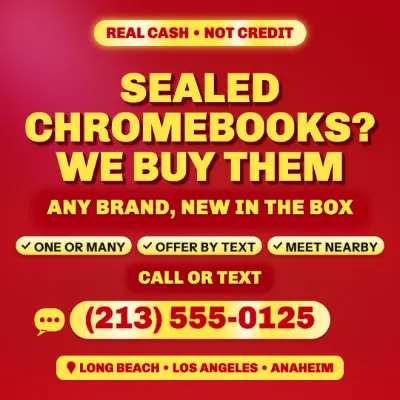 REAL CASH • NOT CREDIT
SEALED
CHROMEBOOKS?
WE BUY THEM
ANY BRAND, NEW IN THE BOX
✓ ONE OR MANY ✓ OFFER BY TEXT ✓ MEET NEARBY
CALL OR TEXT
(213) 555-0125
LONG BEACH • LOS ANGELES • ANAHEIM